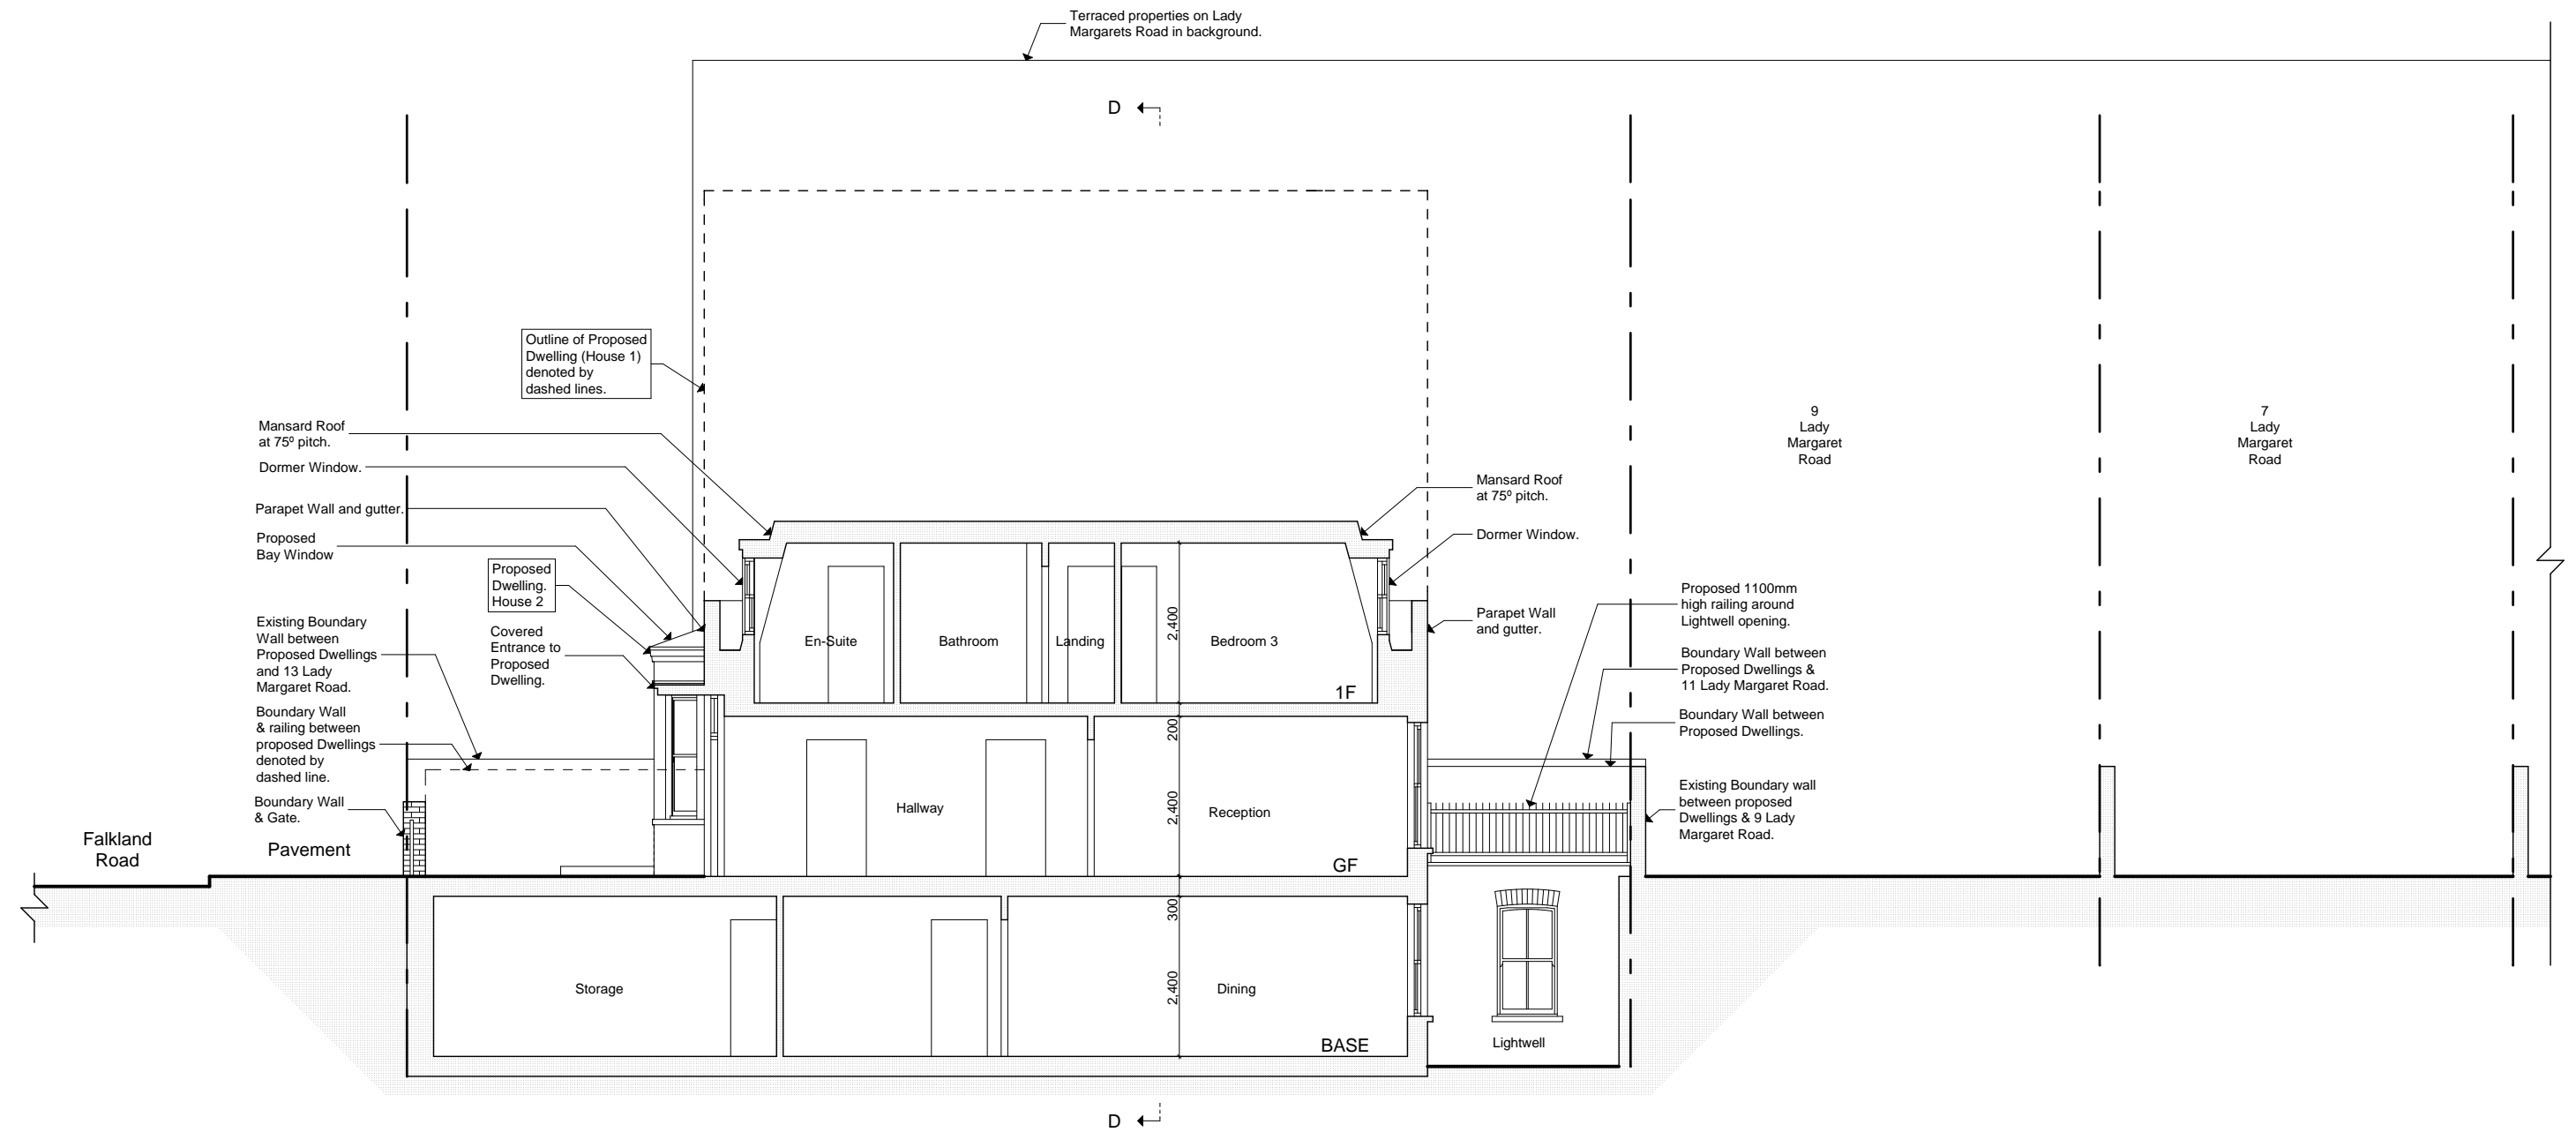 Terraced properties on Lady
Margarets Road in background.
D
Outline of Proposed
Dwelling (House 1)
denoted by
dashed lines.
Mansard Roof
at 75º pitch.
Dormer Window.
Parapet Wall and gutter.
Proposed
Bay Window
Proposed
Dwelling.
House 2
Existing Boundary
Wall between
Proposed Dwellings
and 13 Lady
Margaret Road.
Covered
Entrance to
Proposed
Dwelling.
Boundary Wall
& railing between
proposed Dwellings
denoted by
dashed line.
Boundary Wall
& Gate.
Falkland
Road
Pavement
En-Suite
Bathroom
Landing
2,400
Bedroom 3
1F
200
Hallway
2,400
Reception
GF
300
Storage
2,400
Dining
BASE
Lightwell
Mansard Roof
at 75º pitch.
Dormer Window.
Parapet Wall
and gutter.
Proposed 1100mm
high railing around
Lightwell opening.
Boundary Wall between
Proposed Dwellings &
11 Lady Margaret Road.
Boundary Wall between
Proposed Dwellings.
Existing Boundary wall
between proposed
Dwellings & 9 Lady
Margaret Road.
9
Lady
Margaret
Road
7
Lady
Margaret
Road
D